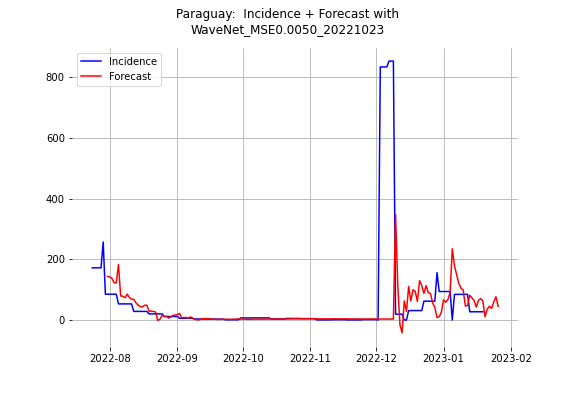 Paraguay:  Incidence + Forecast with
WaveNet_MSE0.0050_20221023
Incidence
Forecast
800
600
400
200
0
2022-08 2022-09 2022-10 2022-11 2022-12 2023-01 2023-02